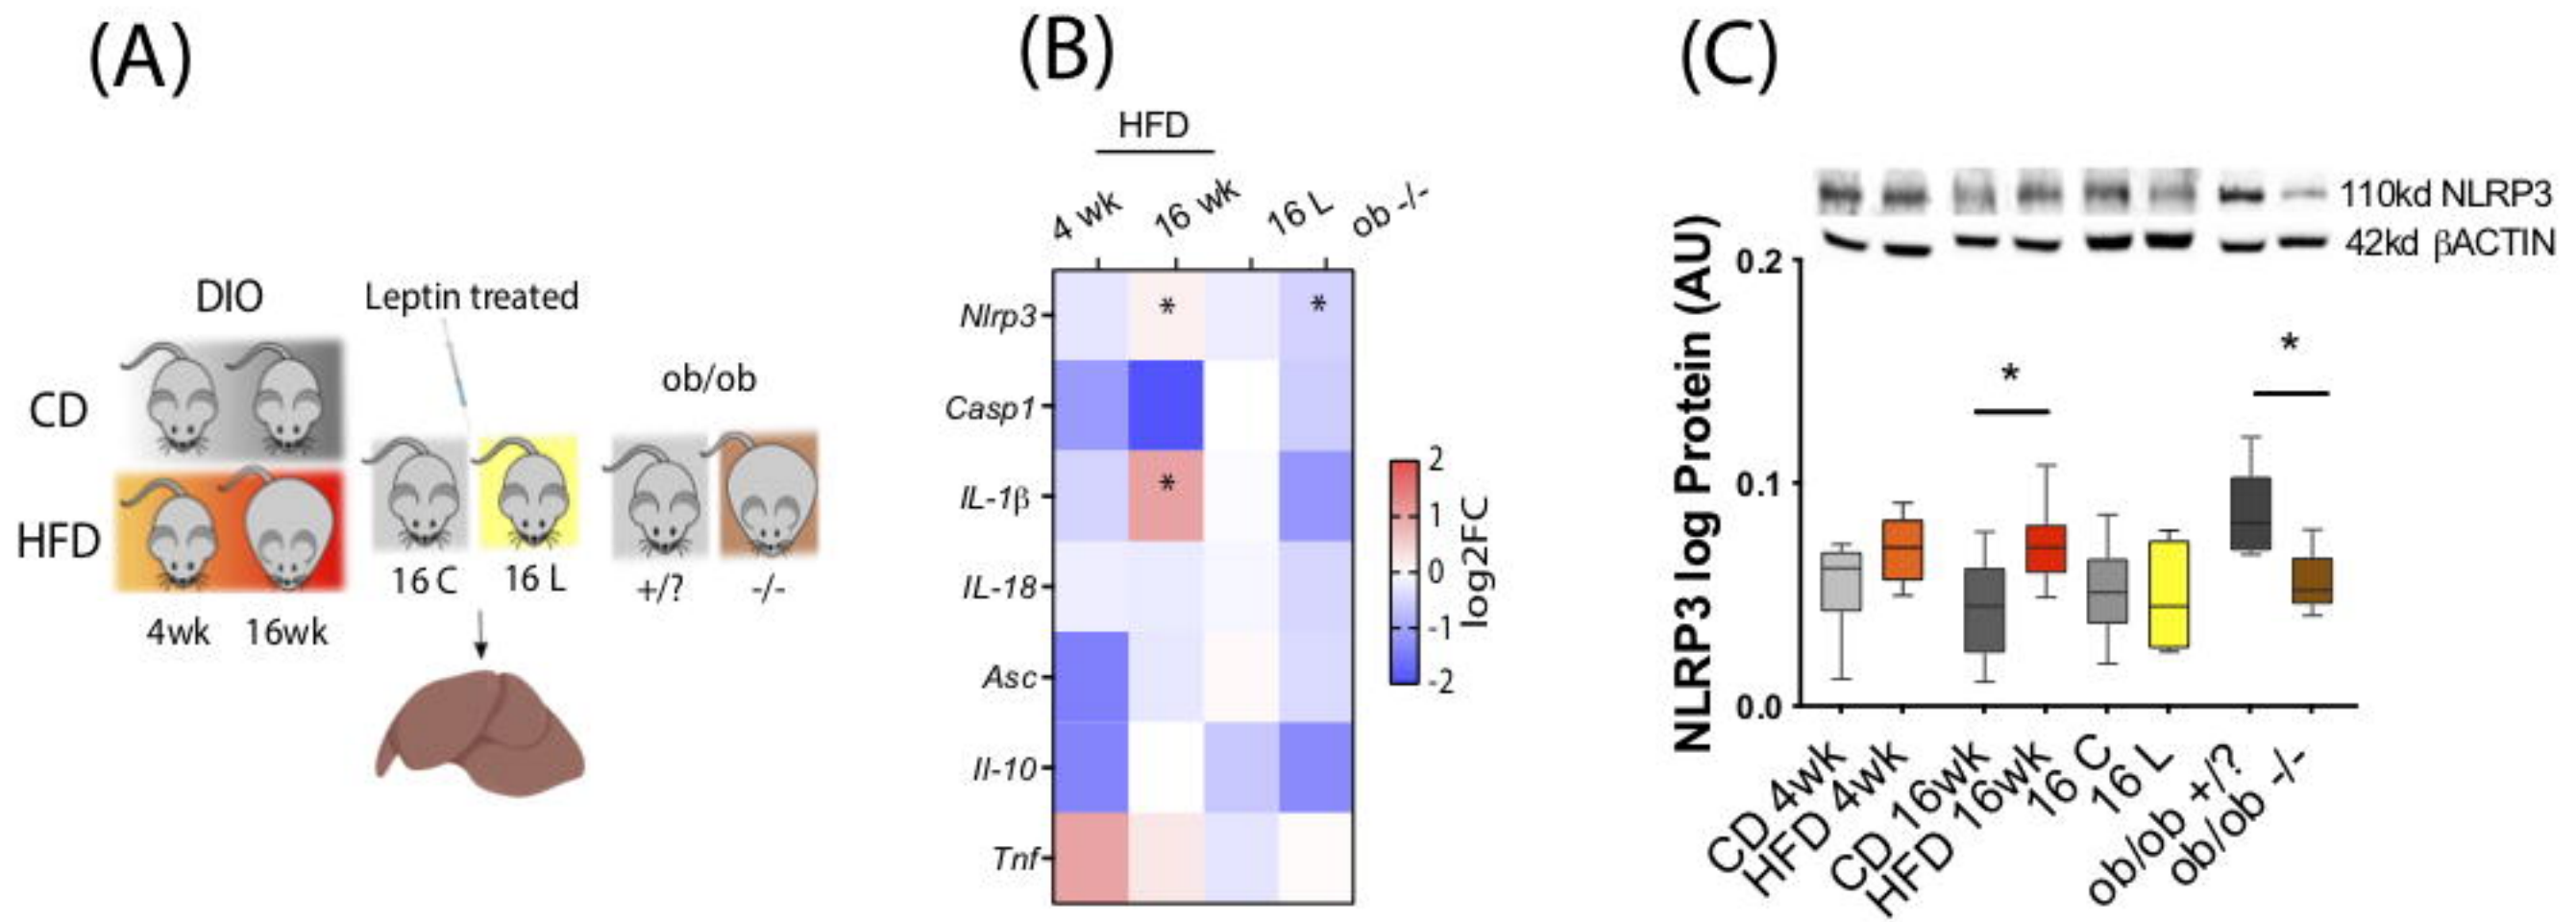 (A)
DIO
Leptin treated
ob/ob
CD
HFD
16 C
16 L
+/?
-/-
4wk
16wk
(B)
HFD
4 wk
16 wk
16 L
ob -/-
Nlrp3
*
*
Casp1
IL-1β
*
IL-18
Asc
Il-10
Tnf
2
1
0
-1
-2
log2FC
(C)
110kd NLRP3
42kd βACTIN
NLRP3 log Protein (AU)
0.2
0.1
0.0
*
*
CD 4wk
HFD 4wk
CD 16wk
HFD 16wk
16 C
16 L
ob/ob +/?
ob/ob -/-